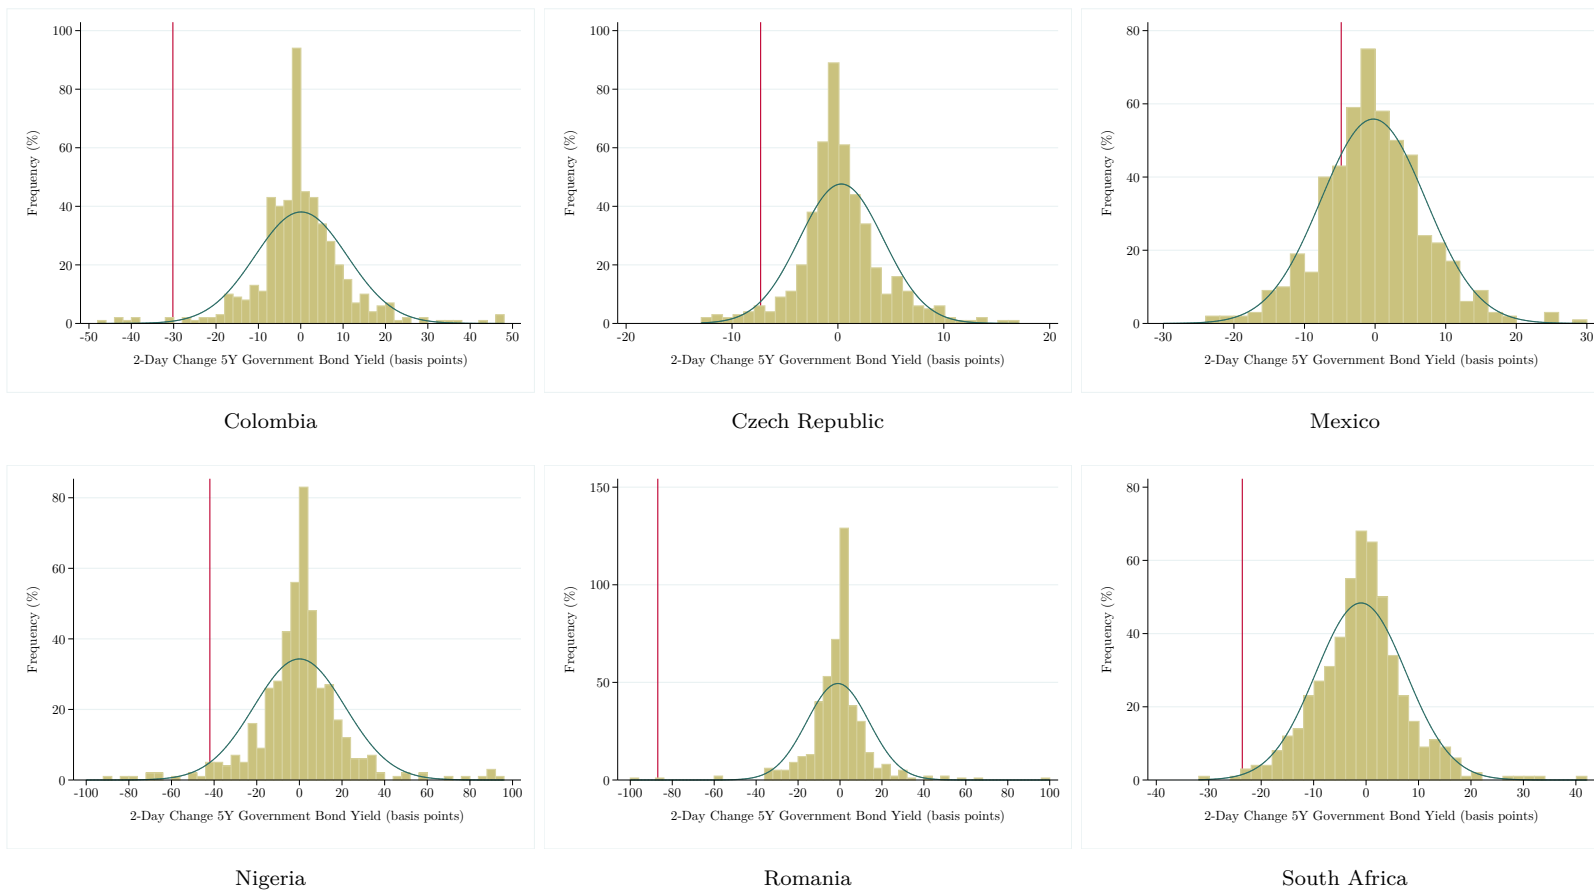 100
80
60
40
20
0
Frequency (%)
-50 -40 -30 -20 -10 0 10 20 30 40 50
2-Day Change 5Y Government Bond Yield (basis points)
Colombia
100
80
60
40
20
0
Frequency (%)
-20 -10 0 10 20
2-Day Change 5Y Government Bond Yield (basis points)
Czech Republic
80
60
40
20
0
Frequency (%)
-30 -20 -10 0 10 20 30
2-Day Change 5Y Government Bond Yield (basis points)
Mexico
80
60
40
20
0
Frequency (%)
-100 -80 -60 -40 -20 0 20 40 60 80 100
2-Day Change 5Y Government Bond Yield (basis points)
Nigeria
150
100
50
0
Frequency (%)
-100 -80 -60 -40 -20 0 20 40 60 80 100
2-Day Change 5Y Government Bond Yield (basis points)
Romania
80
60
40
20
0
Frequency (%)
-40 -30 -20 -10 0 10 20 30 40
2-Day Change 5Y Government Bond Yield (basis points)
South Africa